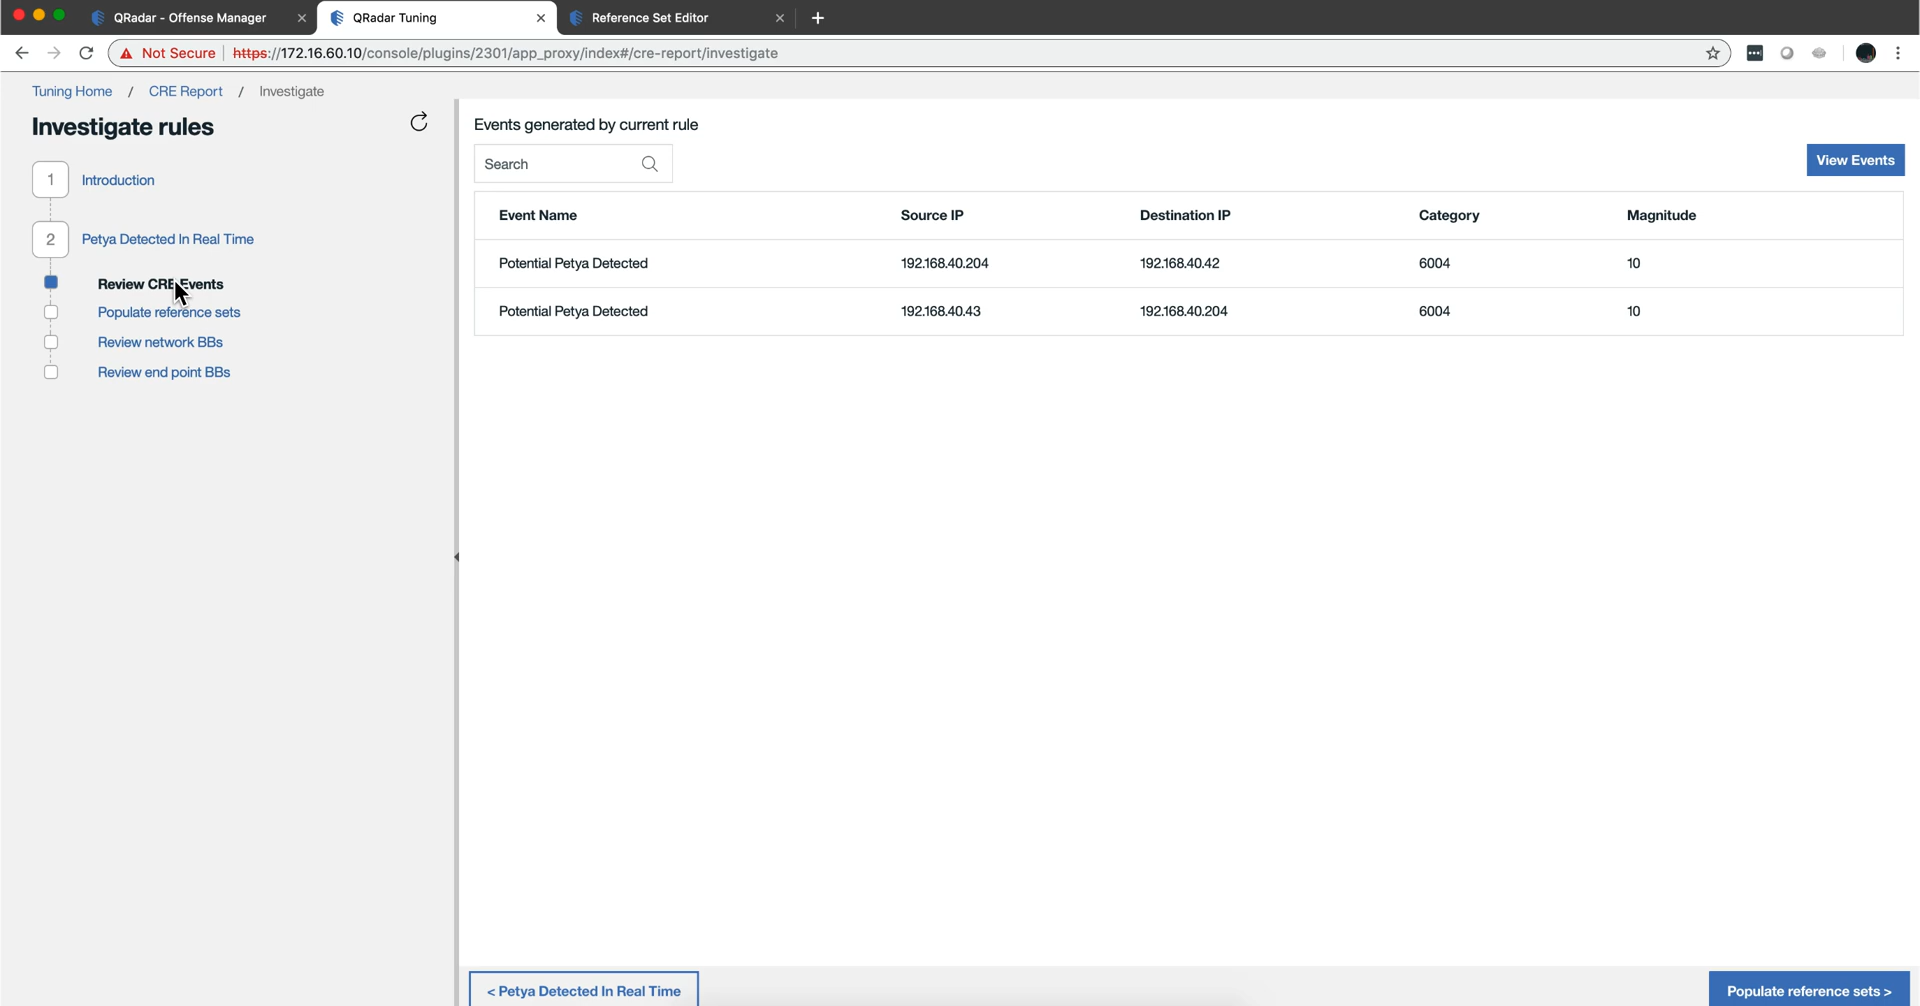 QRadar - Offense Manager
QRadar Tuning
Reference Set Editor
Not Secure https://172.16.60.10/console/plugins/2301/app_proxy/index#/cre-report/investigate
Tuning Home / CRE Report / Investigate
Investigate rules
1 Introduction
2 Petya Detected In Real Time
Review CRE Events
Populate reference sets
Review network BBs
Review end point BBs
Events generated by current rule
Search
View Events
Event Name Source IP Destination IP Category Magnitude
Potential Petya Detected 192.168.40.204 192.168.40.42 6004 10
Potential Petya Detected 192.168.40.43 192.168.40.204 6004 10
< Petya Detected In Real Time
Populate reference sets >